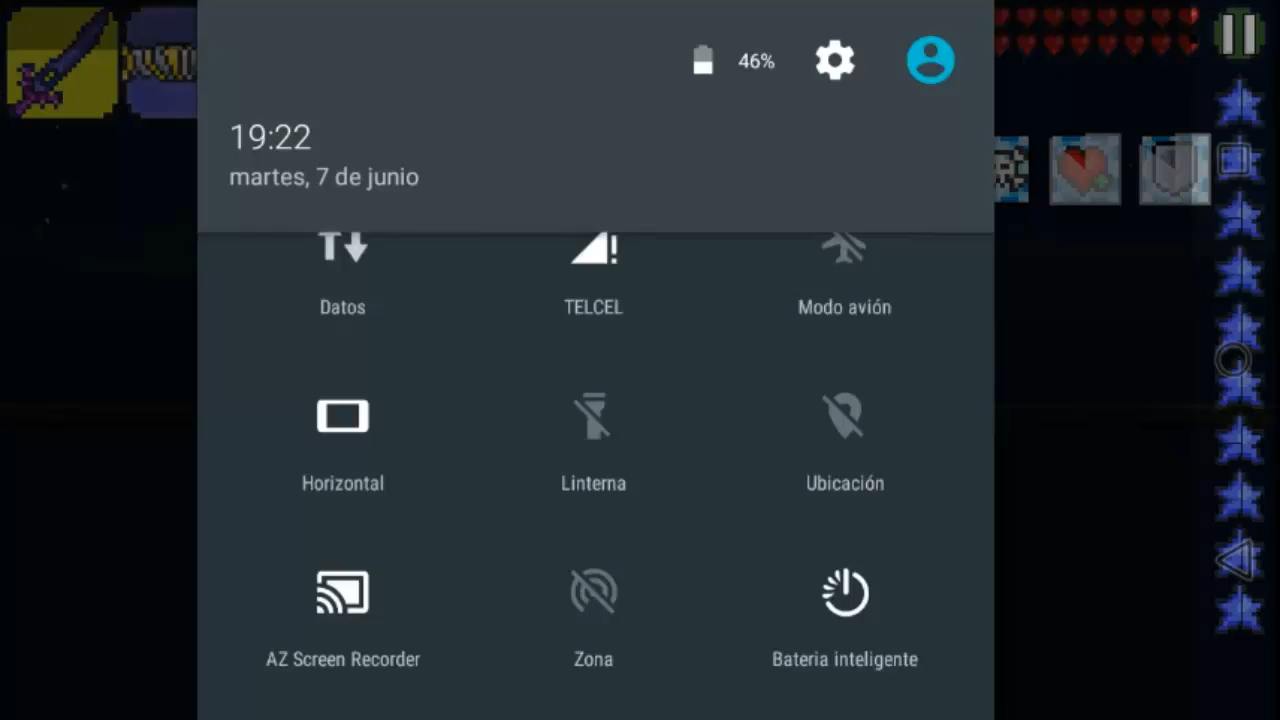 46%
19:22
martes, 7 de junio
Datos
TELCEL
Modo avión
Horizontal
Linterna
Ubicación
AZ Screen Recorder
Zona
Bateria inteligente